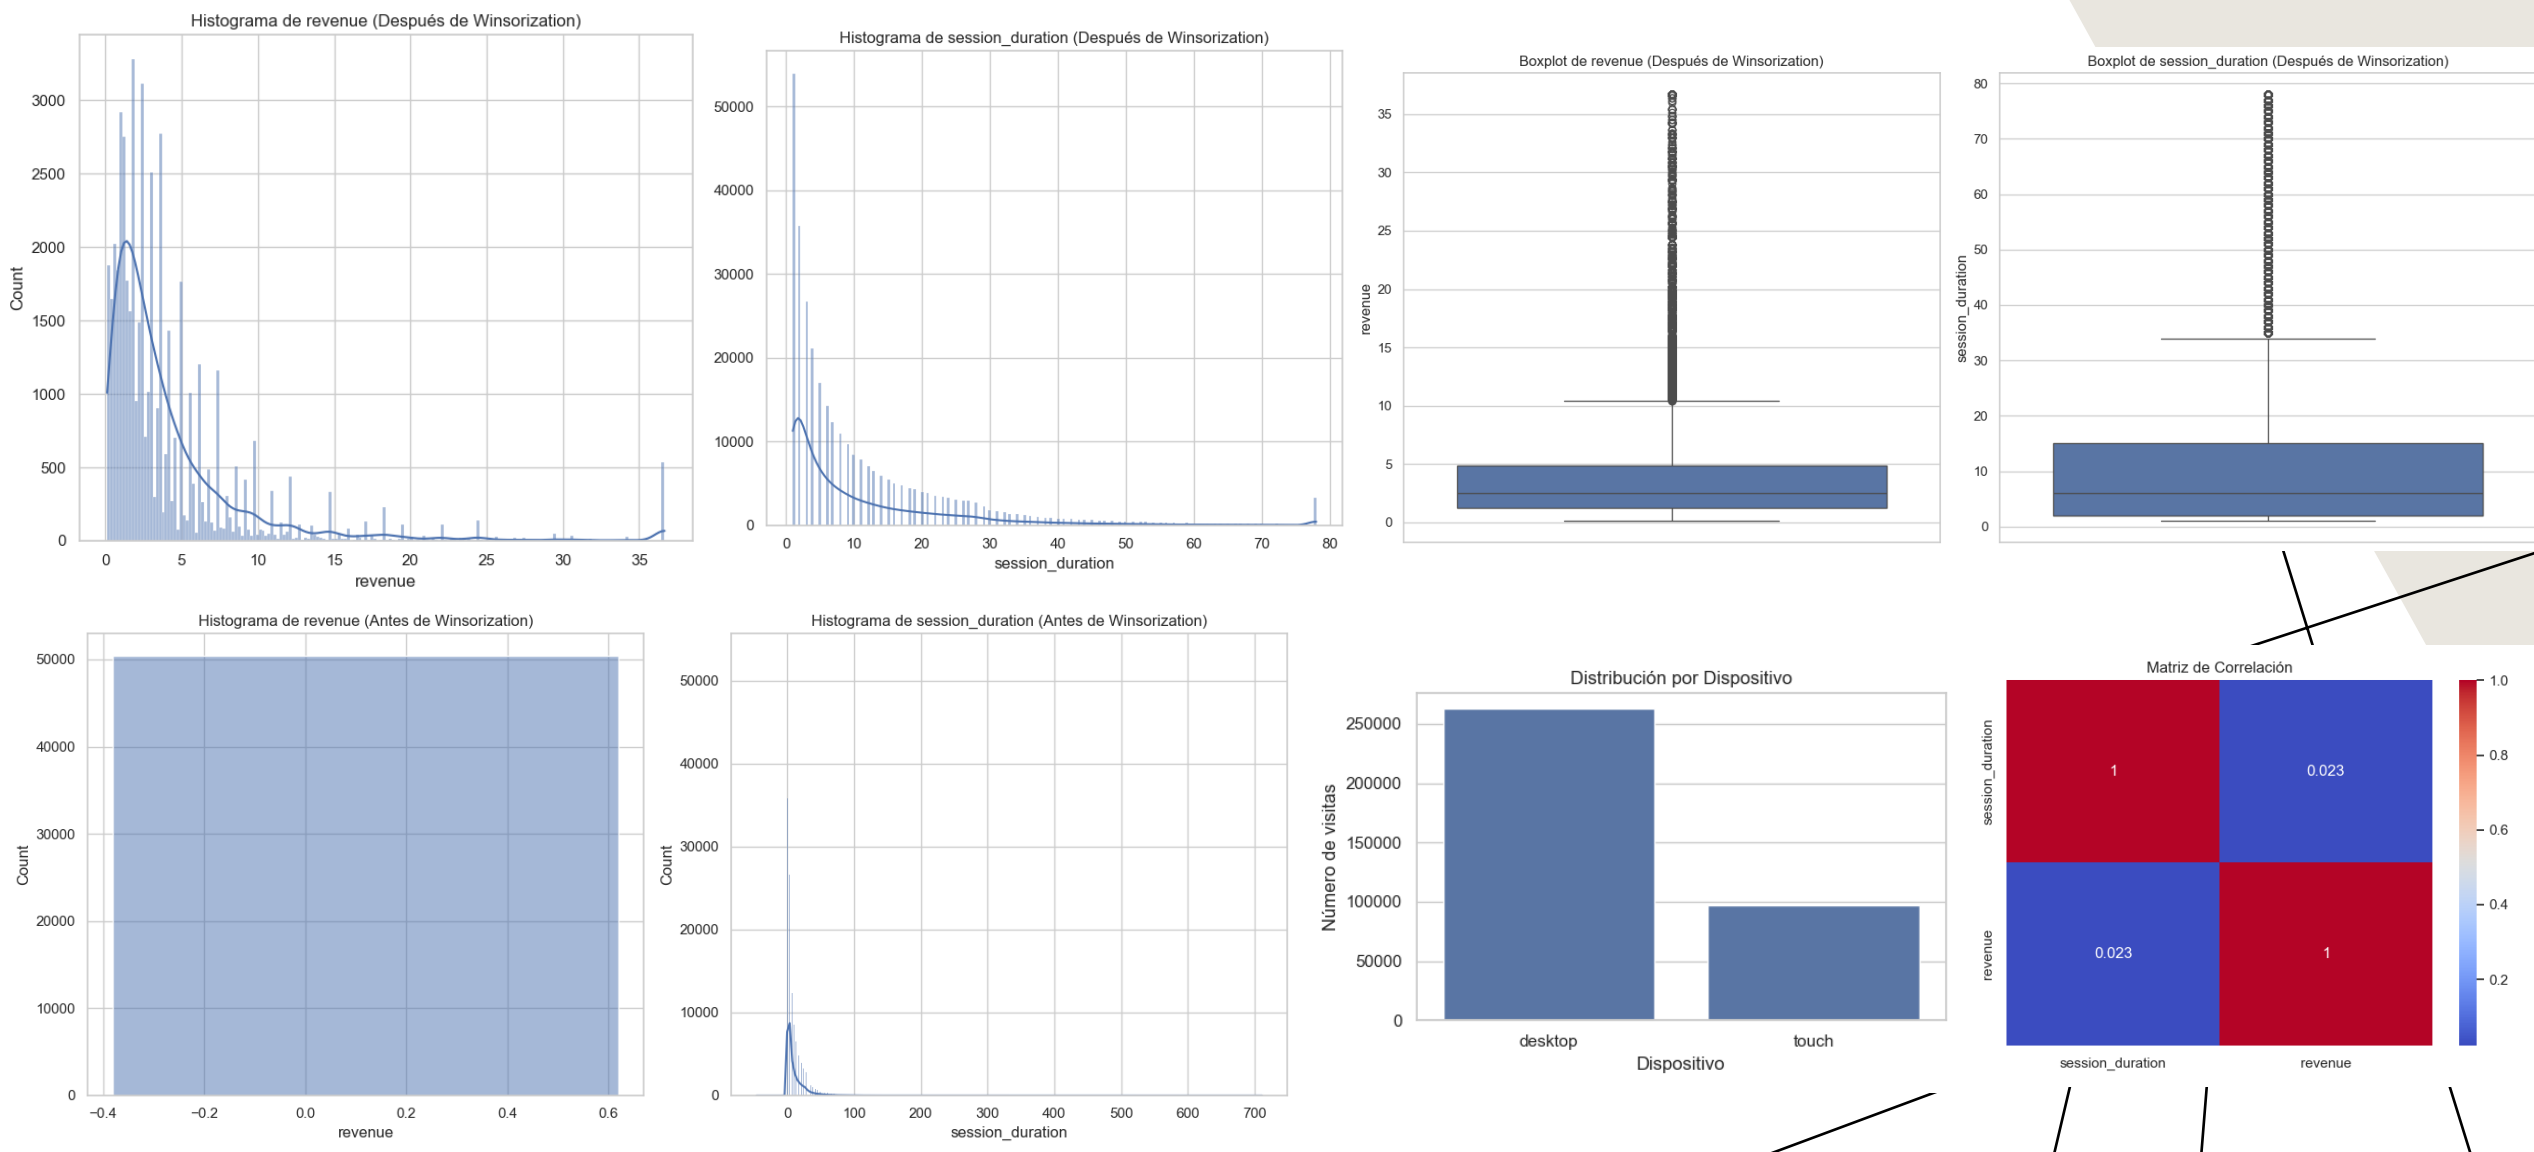 Histograma de revenue (Después de Winsorization)
3000
2500
2000
1500
1000
500
0
Count
0 5 10 15 20 25 30 35
revenue
Histograma de session_duration (Después de Winsorization)
50000
40000
30000
20000
10000
0
0 10 20 30 40 50 60 70 80
session_duration
Boxplot de revenue (Después de Winsorization)
35
30
25
20
15
10
5
0
revenue
Boxplot de session_duration (Después de Winsorization)
80
70
60
50
40
30
20
10
0
session_duration
Histograma de revenue (Antes de Winsorization)
50000
40000
30000
20000
10000
0
Count
−0.4 −0.2 0.0 0.2 0.4 0.6
revenue
Histograma de session_duration (Antes de Winsorization)
50000
40000
30000
20000
10000
0
Count
0 100 200 300 400 500 600 700
session_duration
Distribución por Dispositivo
250000
200000
150000
100000
50000
0
Número de visitas
desktop touch
Dispositivo
Matriz de Correlación
session_duration
revenue
1 0.023
0.023 1
session_duration revenue
1.0
0.8
0.6
0.4
0.2